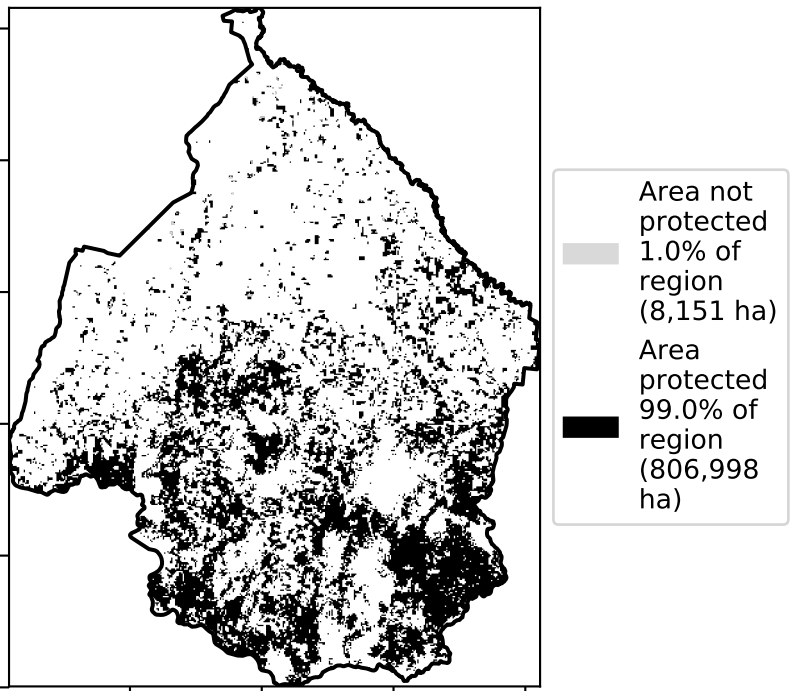 Area not
protected
1.0% of
region
(8,151 ha)
Area
protected
99.0% of
region
(806,998
ha)